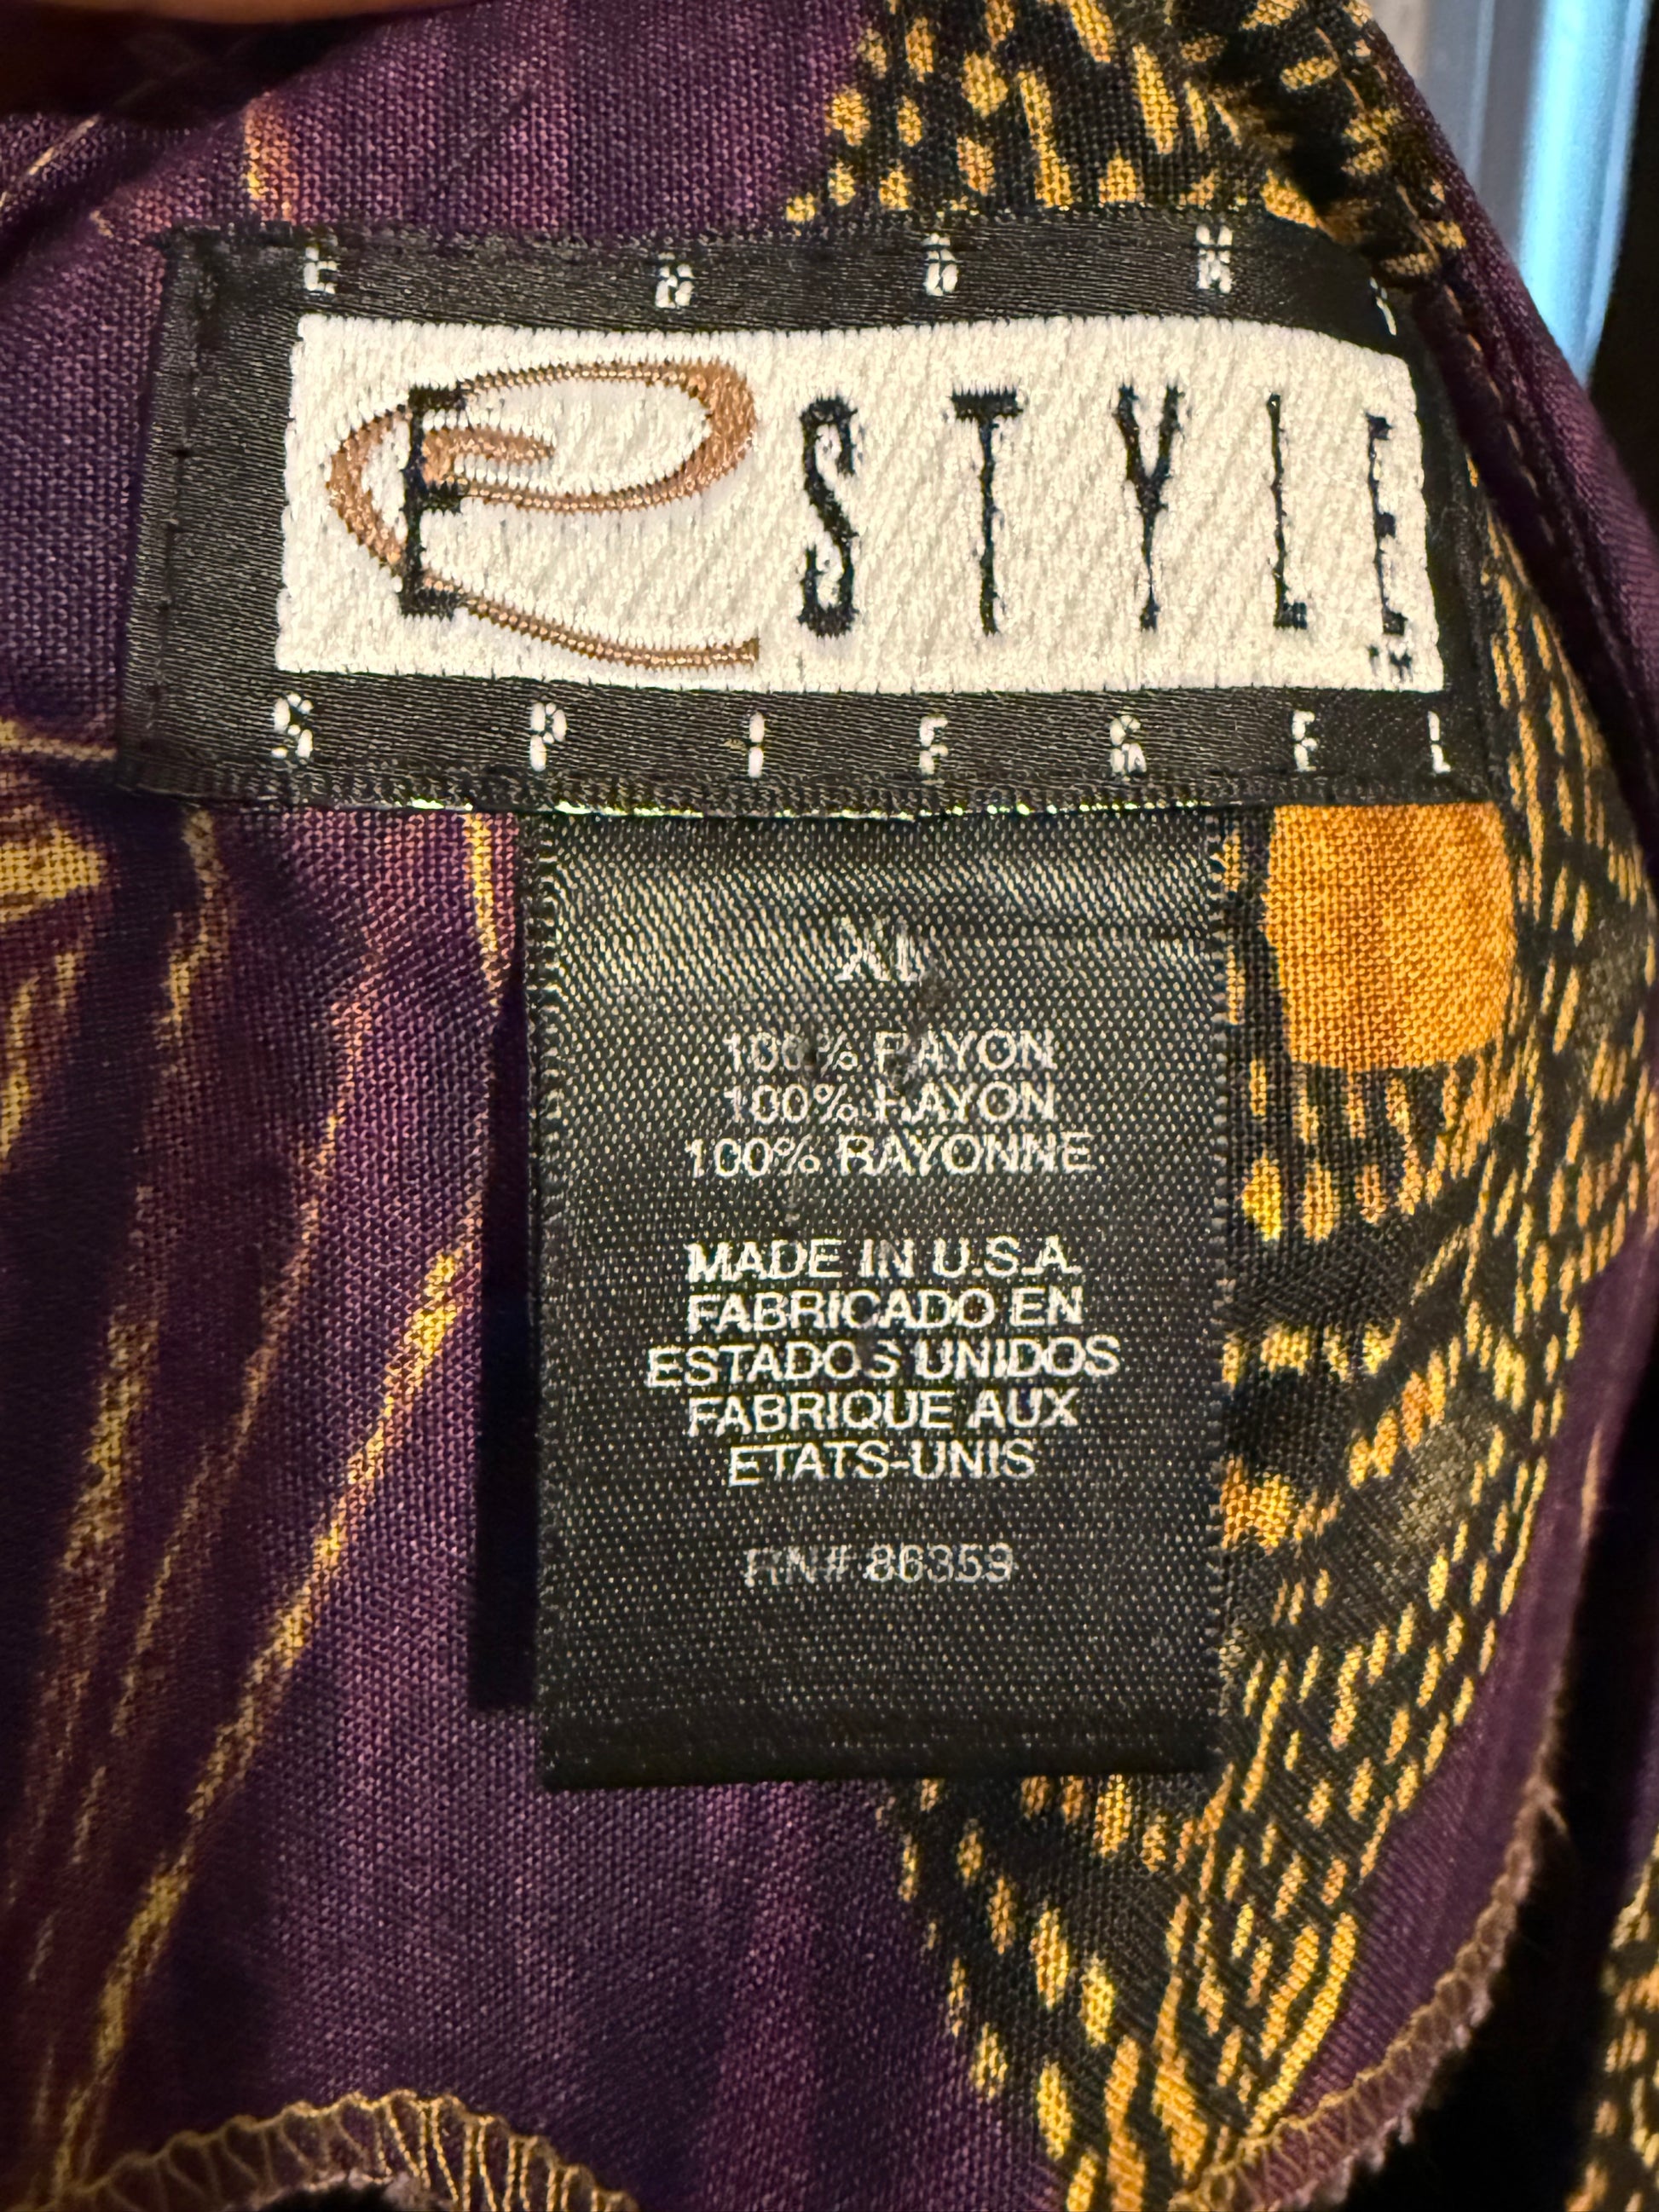 E STYLE
S P I E G E L
XL
100% RAYON
100% RAYON
100% RAYONNE
MADE IN U.S.A.
FABRICADO EN
ESTADOS UNIDOS
FABRIQUE AUX
ETATS-UNIS
RN# 86359